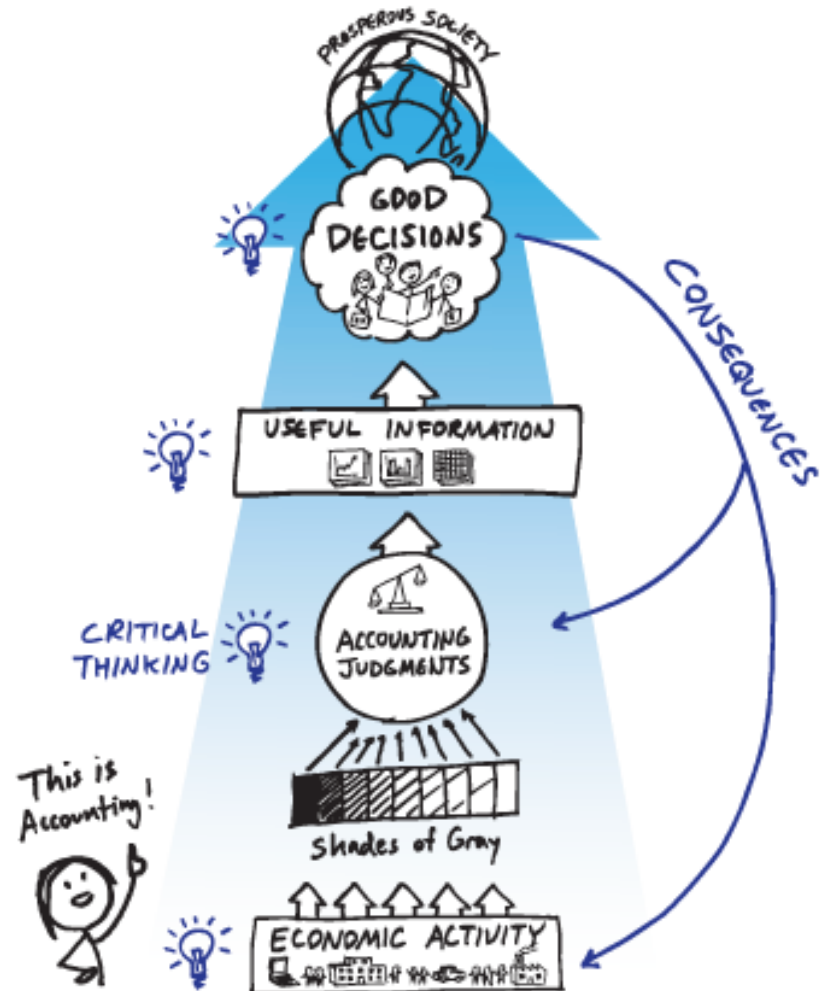 PROSPEROUS SOCIETY
GOOD
DECISIONS
CONSEQUENCES
USEFUL INFORMATION
CRITICAL
THINKING
ACCOUNTING
JUDGMENTS
This is
Accounting!
Shades of Gray
ECONOMIC ACTIVITY